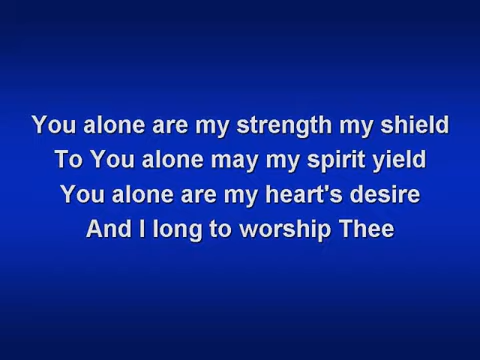 You alone are my strength my shield
To You alone may my spirit yield
You alone are my heart's desire
And I long to worship Thee